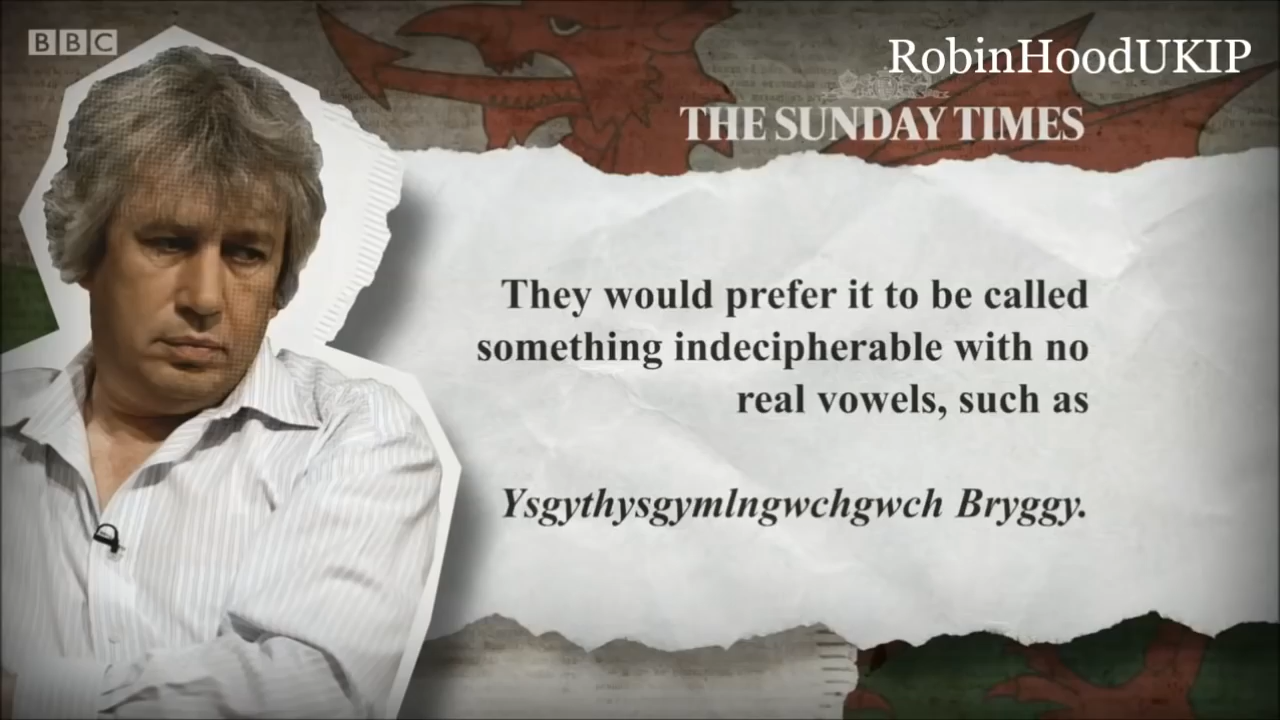 BBC
RobinHoodUKIP
THE SUNDAY TIMES
They would prefer it to be called
something indecipherable with no
real vowels, such as
Ysgythysgymlngwchgwch Bryggy.